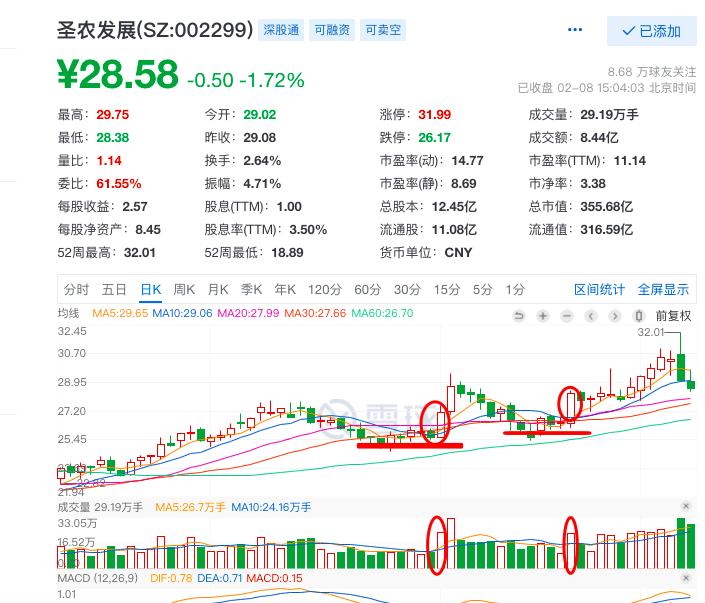 圣农发展(SZ:002299) 深股通 可融资 可卖空 ··· 已添加
¥28.58 -0.50 -1.72%
8.68 万球友关注
已收盘 02-08 15:04:03 北京时间
最高: 29.75 今开: 29.02 涨停: 31.99 成交量: 29.19万手
最低: 28.38 昨收: 29.08 跌停: 26.17 成交额: 8.44亿
量比: 1.14 换手: 2.64% 市盈率(动): 14.77 市盈率(TTM): 11.14
委比: 61.55% 振幅: 4.71% 市盈率(静): 8.69 市净率: 3.38
每股收益: 2.57 股息(TTM): 1.00 总股本: 12.45亿 总市值: 355.68亿
每股净资产: 8.45 股息率(TTM): 3.50% 流通股: 11.08亿 流通值: 316.59亿
52周最高: 32.01 52周最低: 18.89 货币单位: CNY
分时 五日 日K 周K 月K 季K 年K 120分 60分 30分 15分 5分 1分 区间统计 全屏显示
均线 MA5:29.65 MA10:29.06 MA20:27.99 MA30:27.66 MA60:26.70 前复权
32.45
32.01
30.70
28.95
27.20
25.45
22.62
21.94
成交量 29.19万手 MA5:26.7万手 MA10:24.16万手
33.05万
16.52万
0.00
MACD (12,26,9) DIF:0.78 DEA:0.71 MACD:0.15
1.01